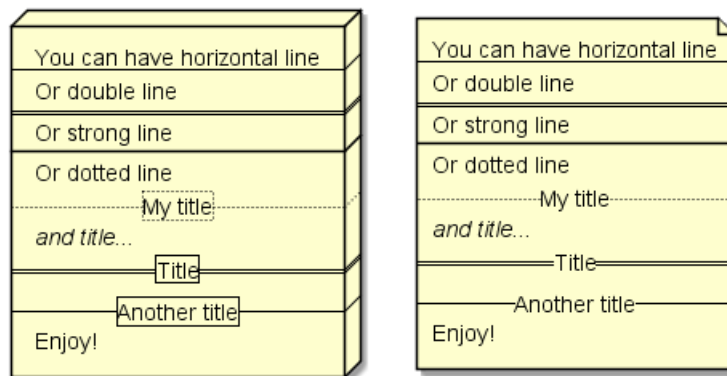 You can have horizontal line
Or double line
Or strong line
Or dotted line
My title
and title...
Title
Another title
Enjoy!
You can have horizontal line
Or double line
Or strong line
Or dotted line
My title
and title...
Title
Another title
Enjoy!